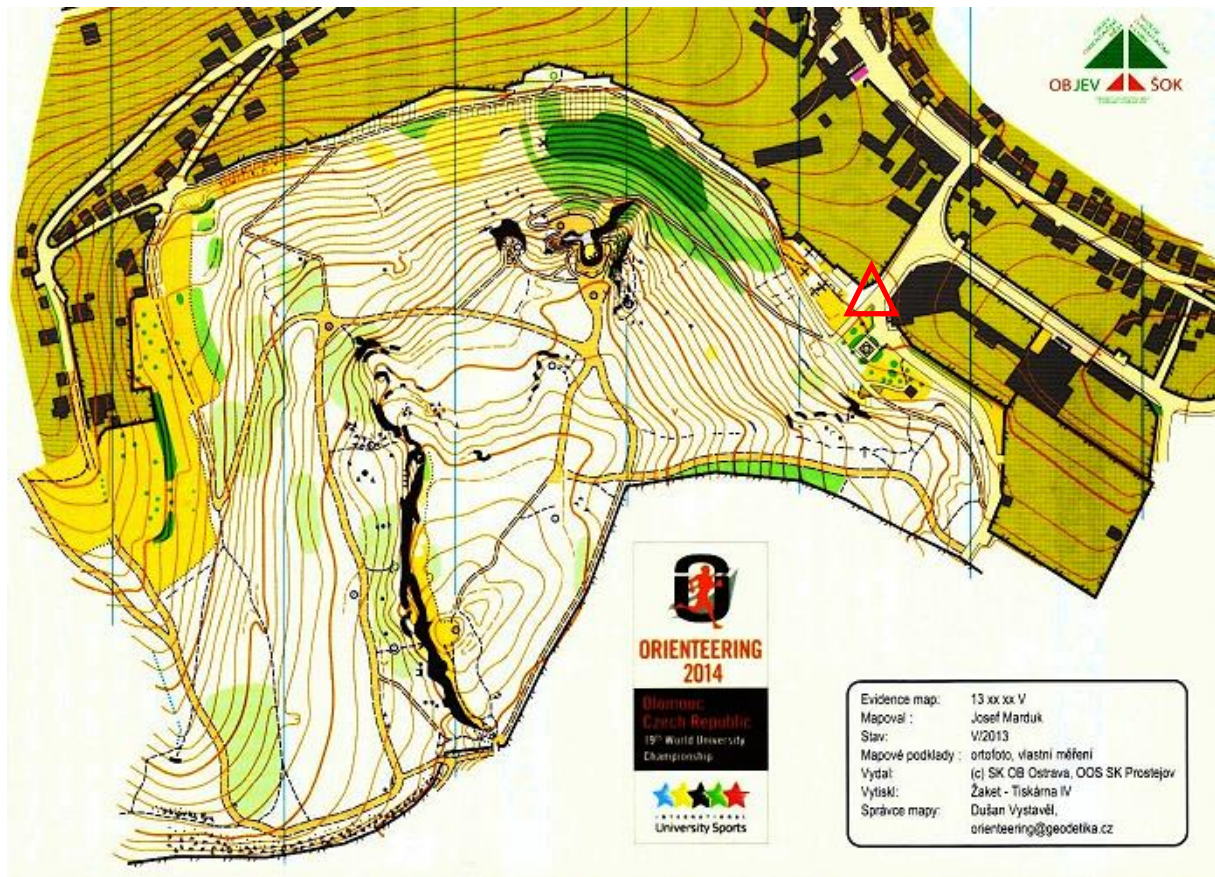 OBJEV ŠOK
ORIENTEERING
2014
Olomouc
Czech Republic
19th World University
Championship
INTERNATIONAL
University Sports
Evidence map: 13 xx xx V
Mapoval : Josef Marduk
Stav: V/2013
Mapové podklady : ortofoto, vlastní měření
Vydal: (c) SK OB Ostrava, OOS SK Prostejov
Vytiskl: Žaket - Tiskárna IV
Správce mapy: Dušan Vystavěl,
orienteering@geodetika.cz